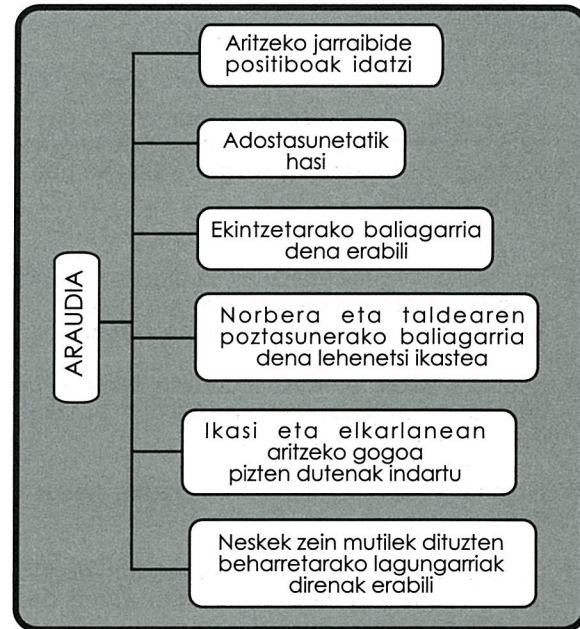 Aritzeko jarraibide
positiboak idatzi
Adostasunetatik
hasi
Ekintzetarako baliagarria
dena erabili
ARAUDIA
Norbera eta taldearen
poztasunerako baliagarria
dena lehenetsi ikastea
Ikasi eta elkarlanean
aritzeko gogoa
pizten dutenak indartu
Neskek zein mutilek dituzten
beharretarako lagungarriak
direnak erabili